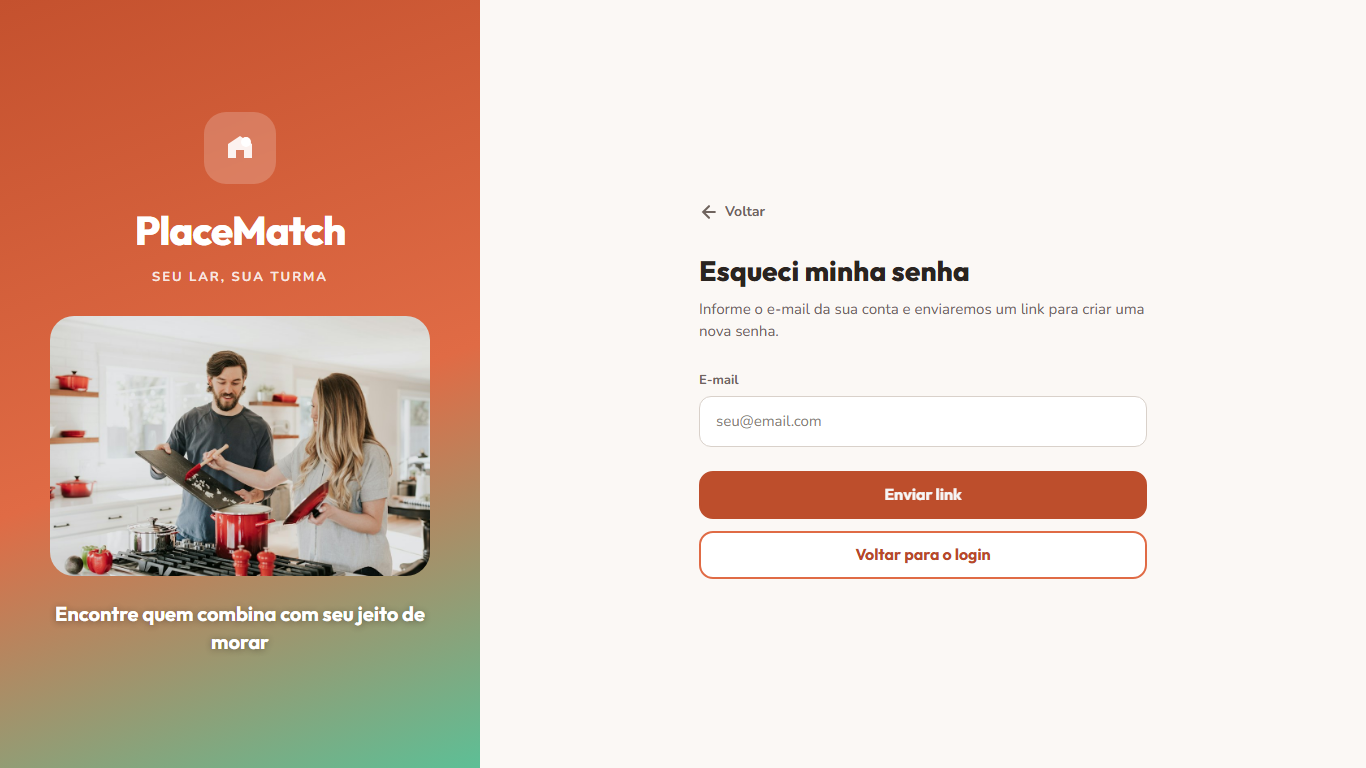 PlaceMatch
SEU LAR, SUA TURMA
Encontre quem combina com seu jeito de
morar
Voltar
Esqueci minha senha
Informe o e-mail da sua conta e enviaremos um link para criar uma
nova senha.
E-mail
seu@email.com
Enviar link
Voltar para o login